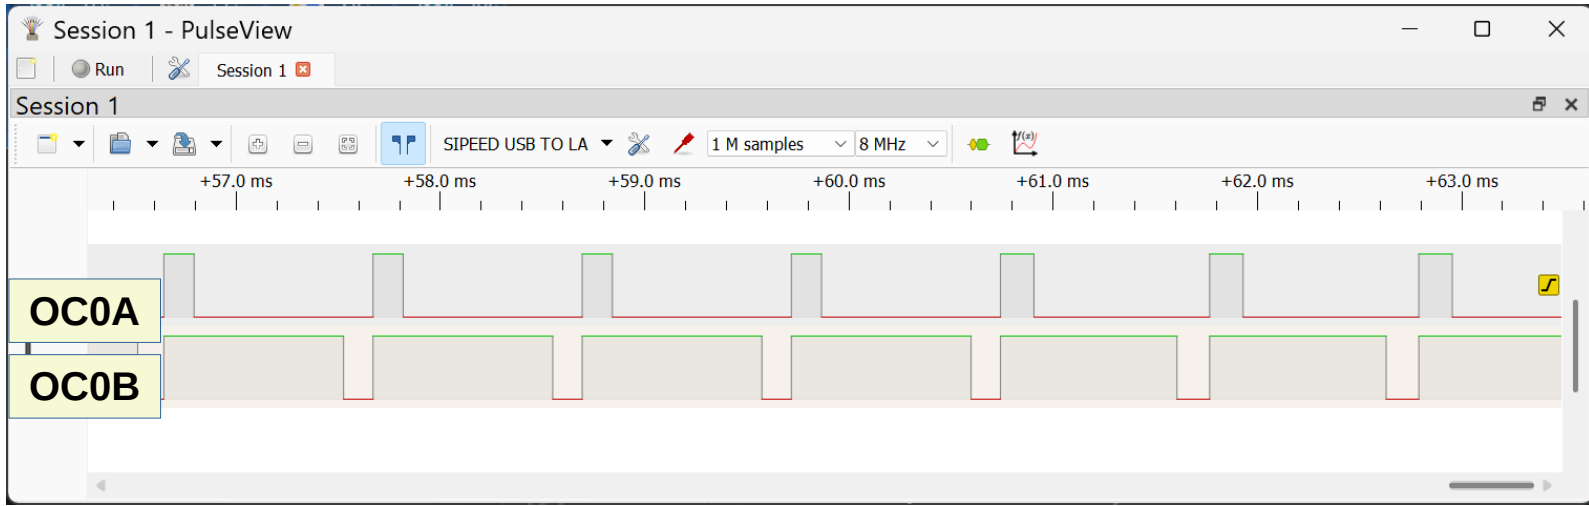 Session 1 - PulseView
Run
Session 1
Session 1
SIPEED USB TO LA
1 M samples
8 MHz
f(x)
+57.0 ms
+58.0 ms
+59.0 ms
+60.0 ms
+61.0 ms
+62.0 ms
+63.0 ms
OC0A
OC0B